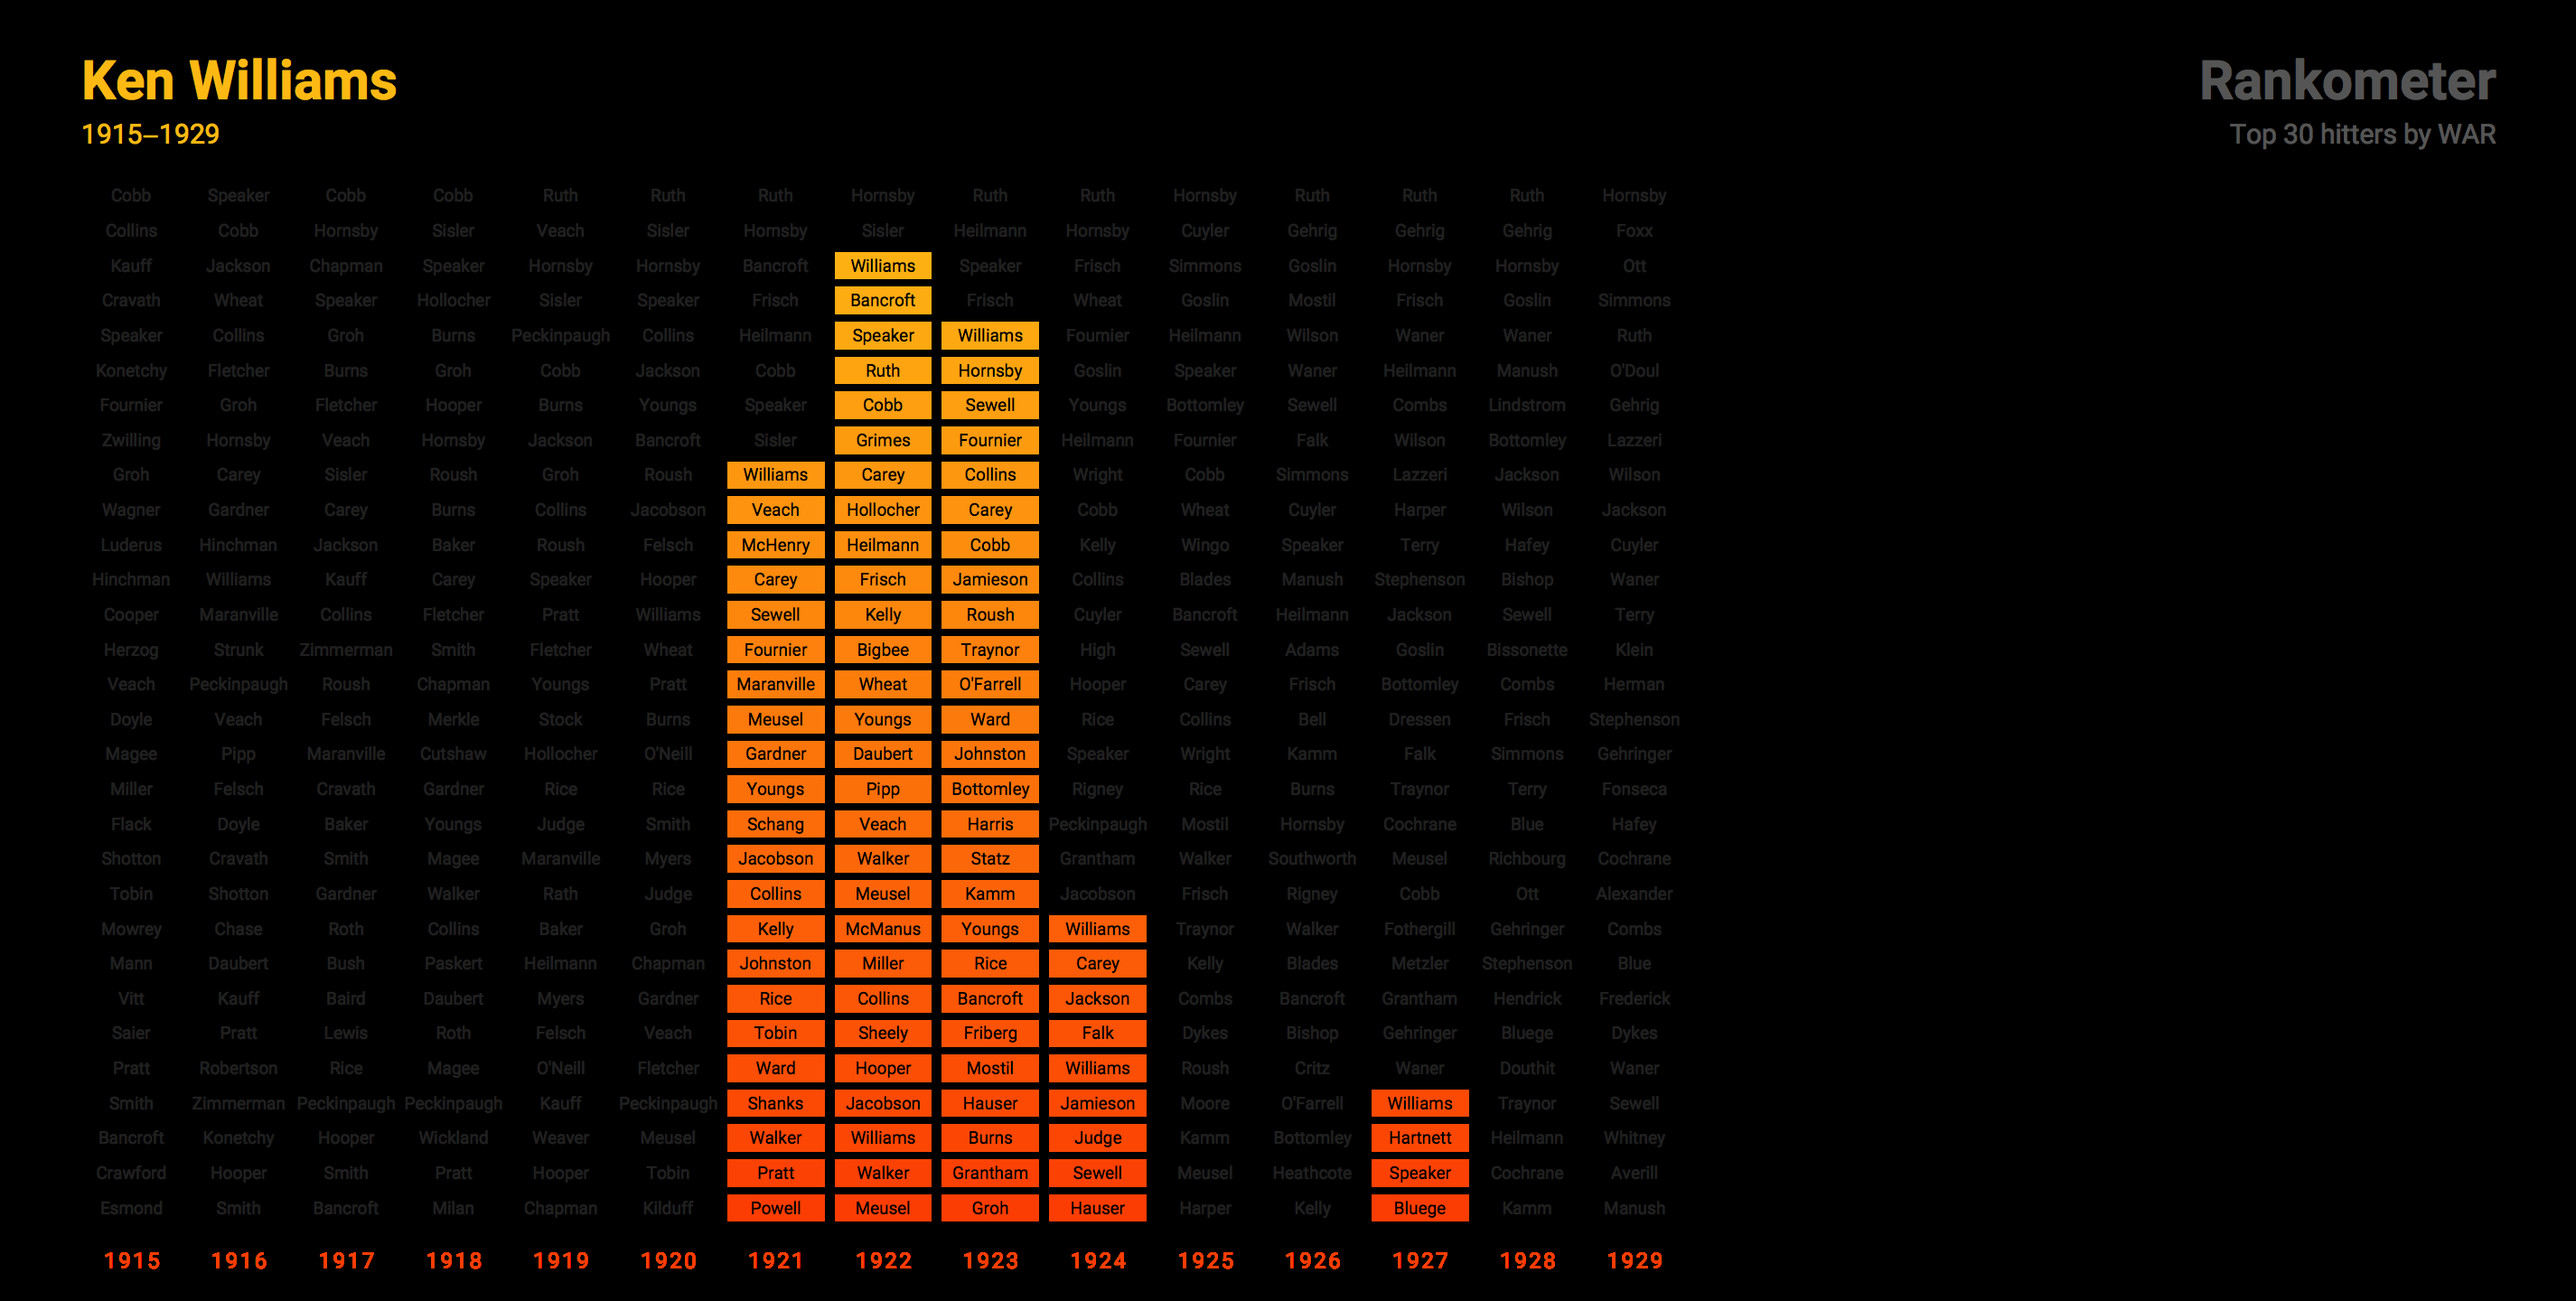 Ken Williams
1915–1929
Rankometer
Top 30 hitters by WAR
Cobb Speaker Cobb Cobb Ruth Ruth Ruth Hornsby Ruth Ruth Hornsby Ruth Ruth Ruth Hornsby
Collins Cobb Hornsby Sisler Veach Sisler Hornsby Sisler Heilmann Hornsby Cuyler Gehrig Gehrig Gehrig Foxx
Kauff Jackson Chapman Speaker Hornsby Hornsby Bancroft Williams Speaker Frisch Simmons Goslin Hornsby Hornsby Ott
Cravath Wheat Speaker Hollocher Sisler Speaker Frisch Bancroft Frisch Wheat Goslin Mostil Frisch Goslin Simmons
Speaker Collins Groh Burns Peckinpaugh Collins Heilmann Speaker Williams Fournier Heilmann Wilson Waner Waner Ruth
Konetchy Fletcher Burns Groh Cobb Jackson Cobb Ruth Hornsby Goslin Speaker Waner Heilmann Manush O'Doul
Fournier Groh Fletcher Hooper Burns Youngs Speaker Cobb Sewell Youngs Bottomley Sewell Combs Lindstrom Gehrig
Zwilling Hornsby Veach Hornsby Jackson Bancroft Sisler Grimes Fournier Heilmann Fournier Falk Wilson Bottomley Lazzeri
Groh Carey Sisler Roush Groh Roush Williams Carey Collins Wright Cobb Simmons Lazzeri Jackson Wilson
Wagner Gardner Carey Burns Collins Jacobson Veach Hollocher Carey Cobb Wheat Cuyler Harper Wilson Jackson
Luderus Hinchman Jackson Baker Roush Felsch McHenry Heilmann Cobb Kelly Wingo Speaker Terry Hafey Cuyler
Hinchman Williams Kauff Carey Speaker Hooper Carey Frisch Jamieson Collins Blades Manush Stephenson Bishop Waner
Cooper Maranville Collins Fletcher Pratt Williams Sewell Kelly Roush Cuyler Bancroft Heilmann Jackson Sewell Terry
Herzog Strunk Zimmerman Smith Fletcher Wheat Fournier Bigbee Traynor High Sewell Adams Goslin Bissonette Klein
Veach Peckinpaugh Roush Chapman Youngs Pratt Maranville Wheat O'Farrell Hooper Carey Frisch Bottomley Combs Herman
Doyle Veach Felsch Merkle Stock Burns Meusel Youngs Ward Rice Collins Bell Dressen Frisch Stephenson
Magee Pipp Maranville Cutshaw Hollocher O'Neill Gardner Daubert Johnston Speaker Wright Kamm Falk Simmons Gehringer
Miller Felsch Cravath Gardner Rice Rice Youngs Pipp Bottomley Rigney Rice Burns Traynor Terry Fonseca
Flack Doyle Baker Youngs Judge Smith Schang Veach Harris Peckinpaugh Mostil Hornsby Cochrane Blue Hafey
Shotton Cravath Smith Magee Maranville Myers Jacobson Walker Statz Grantham Walker Southworth Meusel Richbourg Cochrane
Tobin Shotton Gardner Walker Rath Judge Collins Meusel Kamm Jacobson Frisch Rigney Cobb Ott Alexander
Mowrey Chase Roth Collins Baker Groh Kelly McManus Youngs Williams Traynor Walker Fothergill Gehringer Combs
Mann Daubert Bush Paskert Heilmann Chapman Johnston Miller Rice Carey Kelly Blades Metzler Stephenson Blue
Vitt Kauff Baird Daubert Myers Gardner Rice Collins Bancroft Jackson Combs Bancroft Grantham Hendrick Frederick
Saier Pratt Lewis Roth Felsch Veach Tobin Sheely Friberg Falk Dykes Bishop Gehringer Bluege Dykes
Pratt Robertson Rice Magee O'Neill Fletcher Ward Hooper Mostil Williams Roush Critz Waner Douthit Waner
Smith Zimmerman Peckinpaugh Peckinpaugh Kauff Peckinpaugh Shanks Jacobson Hauser Jamieson Moore O'Farrell Williams Traynor Sewell
Bancroft Konetchy Hooper Wickland Weaver Meusel Walker Williams Burns Judge Kamm Bottomley Hartnett Heilmann Whitney
Crawford Hooper Smith Pratt Hooper Tobin Pratt Walker Grantham Sewell Meusel Heathcote Speaker Cochrane Averill
Esmond Smith Bancroft Milan Chapman Kilduff Powell Meusel Groh Hauser Harper Kelly Bluege Kamm Manush
1915 1916 1917 1918 1919 1920 1921 1922 1923 1924 1925 1926 1927 1928 1929